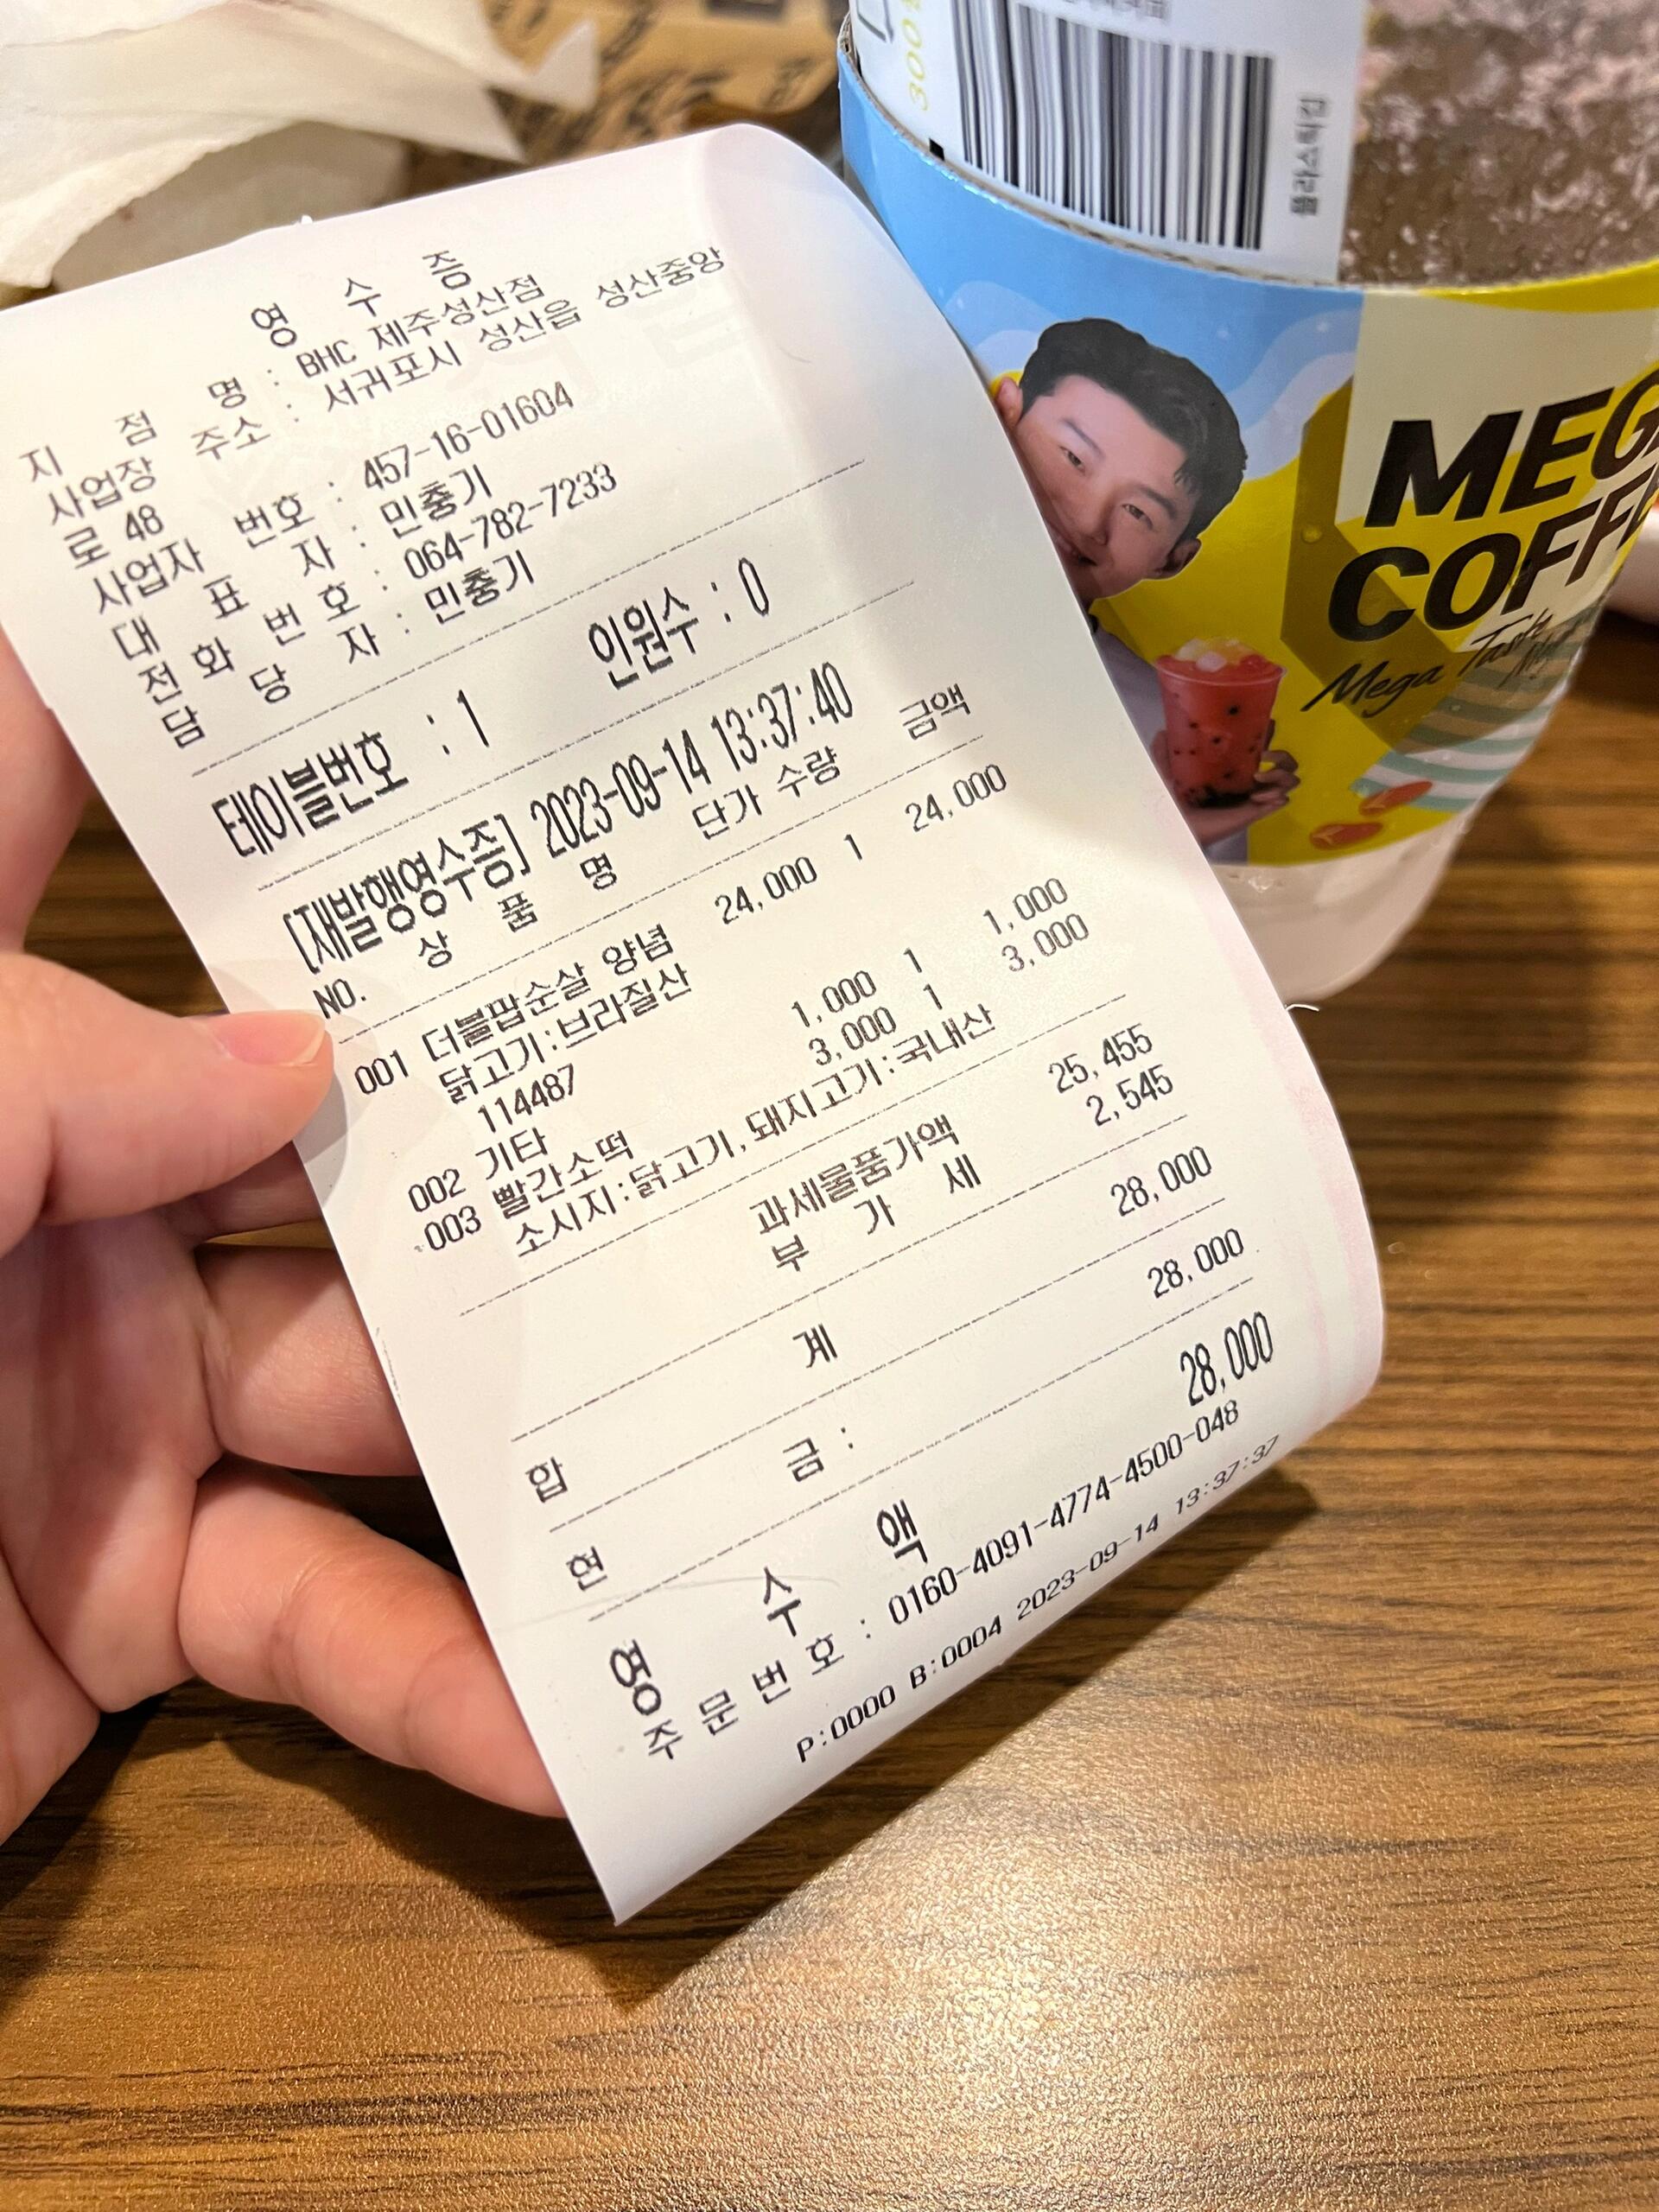 영 수 증
지 점 명 : BHC 제주성산점
사업장 주소 : 서귀포시 성산읍 성산중앙
로 48
사업자 번호 : 457-16-01604
대 표 자 : 민충기
전 화 번 호 : 064-782-7233
담 당 자 : 민충기
테이블번호 : 1 인원수 : 0
[재발행영수증] 2023-09-14 13:37:40
NO. 상 품 명 단가 수량 금액
001 더블팝순살 양념 24,000 1 24,000
닭고기:브라질산
114487
002 기타 1,000 1 1,000
003 빨간소떡 3,000 1 3,000
소시지:닭고기,돼지고기:국내산
과세물품가액 25,455
부 가 세 2,545
합 계 28,000
현 금 : 28,000
영 수 액 28,000
주 문 번 호 : 0160-4091-4774-4500-048
P:0000 B:0004 2023-09-14 13:37:37
플라스틱컵
MEGA
COFFEE
Mega Taste